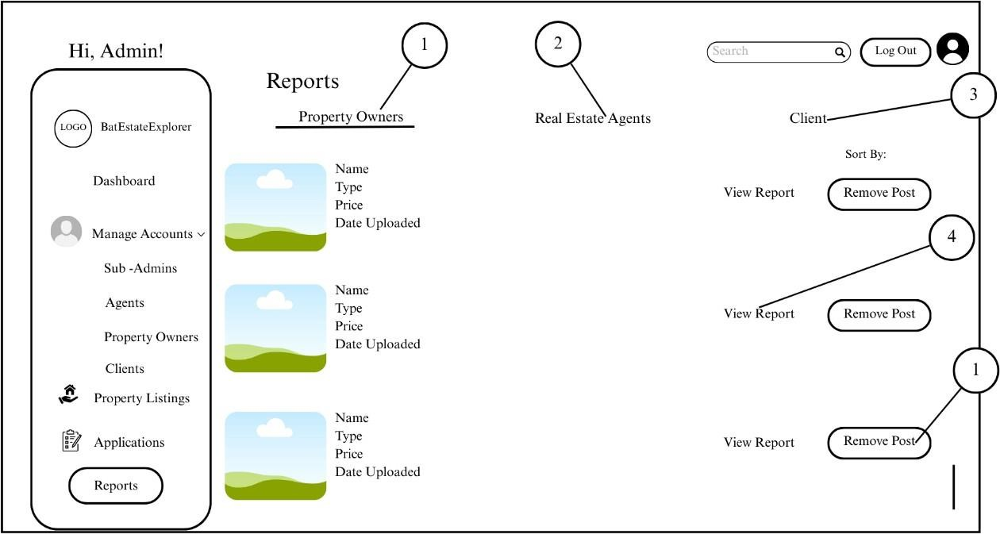 Hi, Admin!
LOGO
BatEstateExplorer
Dashboard
Manage Accounts
Sub -Admins
Agents
Property Owners
Clients
Property Listings
Applications
Reports
1
2
Search
Log Out
3
Reports
Property Owners
Real Estate Agents
Client
Sort By:
Name
Type
Price
Date Uploaded
View Report
Remove Post
4
Name
Type
Price
Date Uploaded
View Report
Remove Post
1
Name
Type
Price
Date Uploaded
View Report
Remove Post